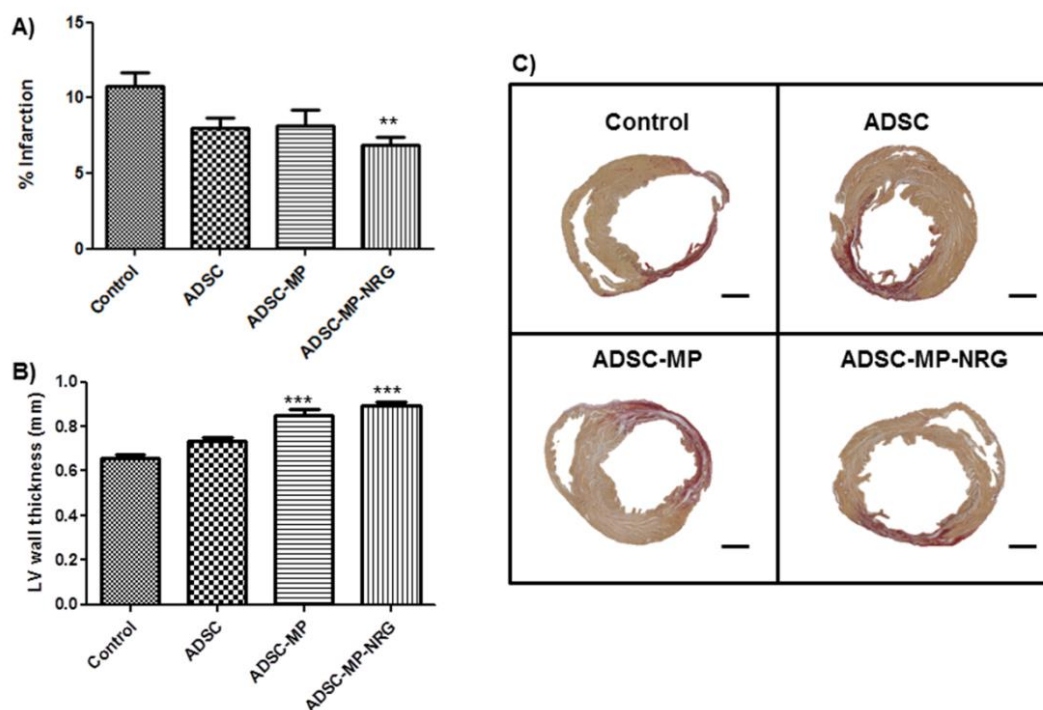 A)
15
10
5
0
% Infarction
**
Control
ADSC
ADSC-MP
ADSC-MP-NRG
B)
1.0
0.8
0.6
0.4
0.2
0.0
LV wall thickness (mm)
***
***
Control
ADSC
ADSC-MP
ADSC-MP-NRG
C)
Control
ADSC
ADSC-MP
ADSC-MP-NRG